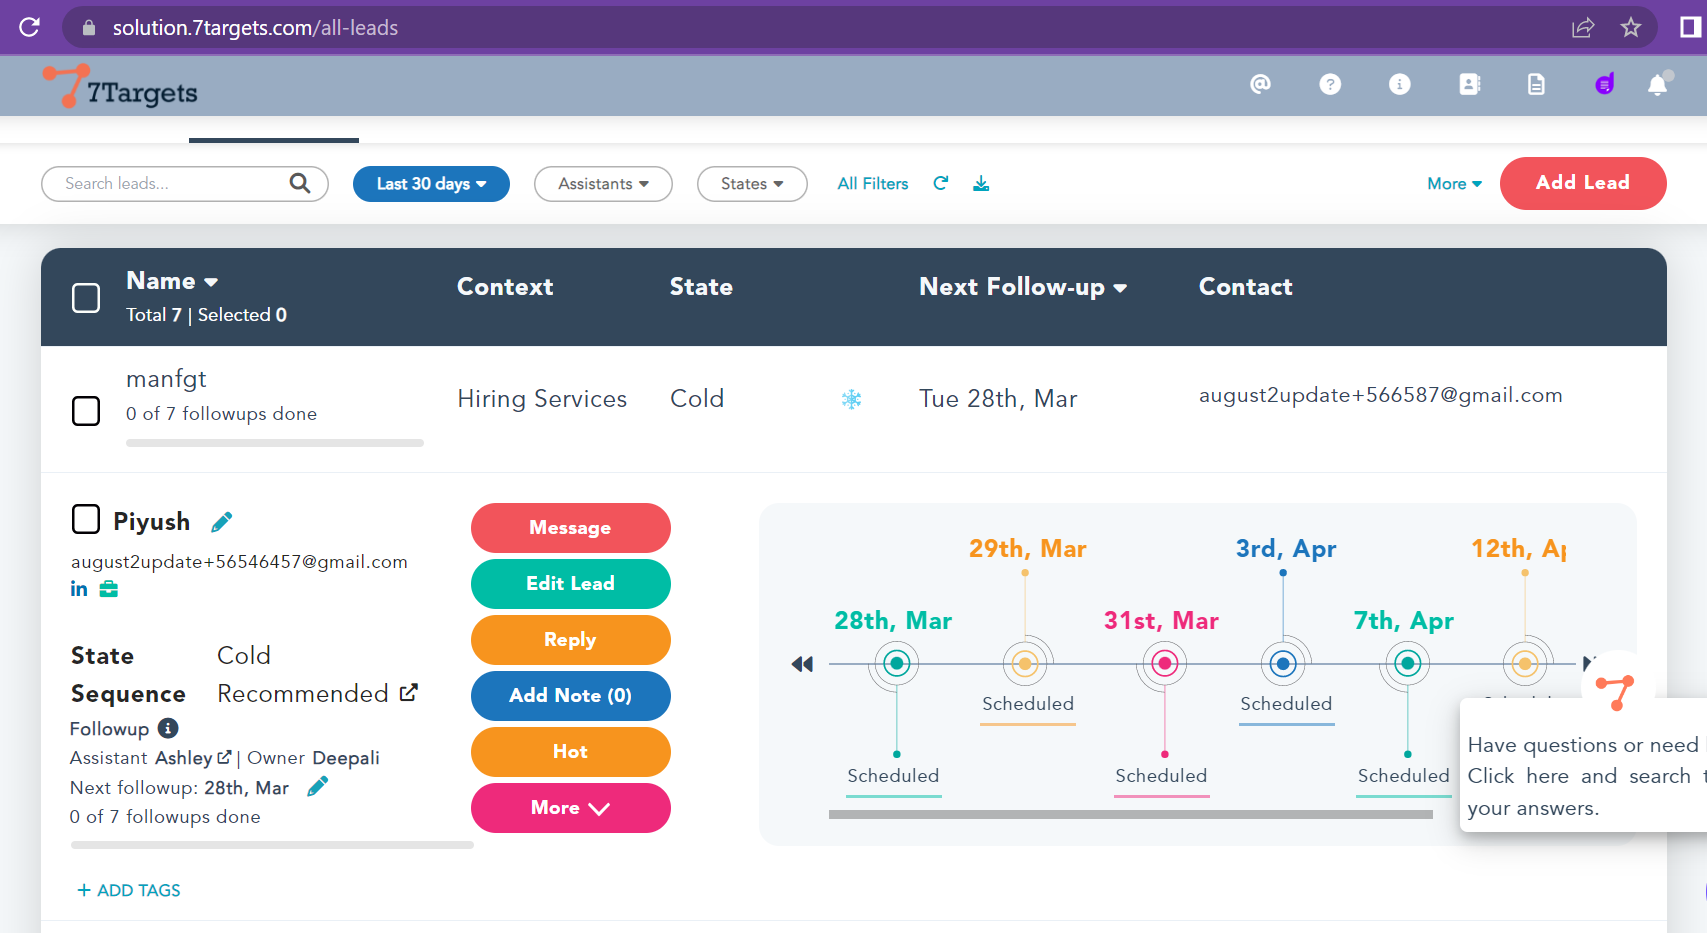 solution.7targets.com/all-leads
7Targets
Search leads...
Last 30 days
Assistants
States
All Filters
More
Add Lead
Name
Context
State
Next Follow-up
Contact
Total 7 | Selected 0
manfgt
0 of 7 followups done
Hiring Services
Cold
Tue 28th, Mar
august2update+566587@gmail.com
Piyush
august2update+56546457@gmail.com
in
State Cold
Sequence Recommended
Followup
Assistant Ashley | Owner Deepali
Next followup: 28th, Mar
0 of 7 followups done
+ ADD TAGS
Message
Edit Lead
Reply
Add Note (0)
Hot
More
29th, Mar
3rd, Apr
12th,
28th, Mar
31st, Mar
7th, Apr
Scheduled
Scheduled
Scheduled
Scheduled
Scheduled
Have questions or need
Click here and search
your answers.